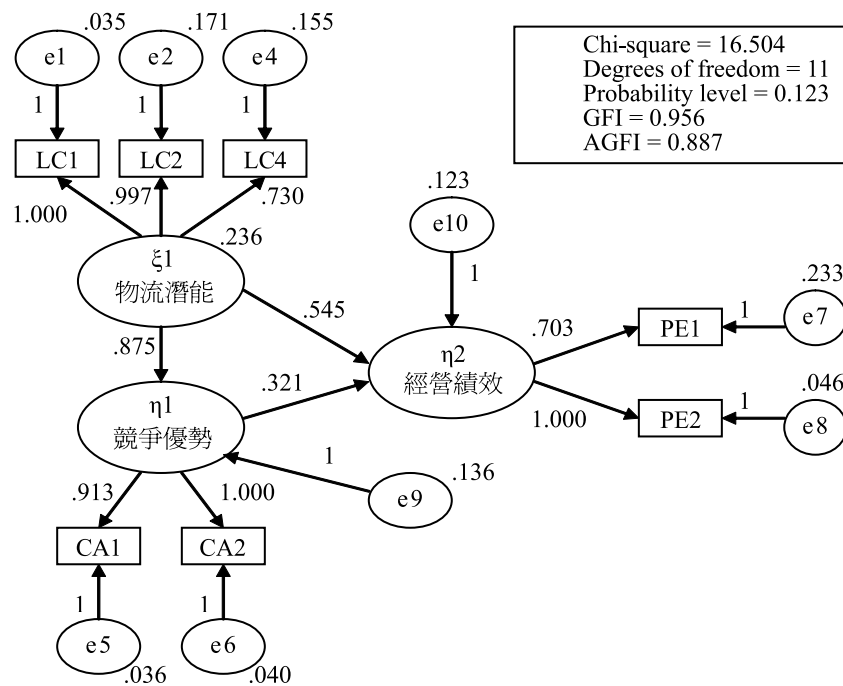 .035
.171
.155
e1
e2
e4
1
1
1
LC1
LC2
LC4
1.000
.997
.730
Chi-square = 16.504
Degrees of freedom = 11
Probability level = 0.123
GFI = 0.956
AGFI = 0.887
.123
e10
1
.236
ξ1
物流潛能
.545
.875
.233
e7
1
PE1
.703
η2
經營績效
.321
.046
e8
1
PE2
1.000
η1
競爭優勢
1
e9
.136
.913
1.000
CA1
CA2
1
1
e5
e6
.036
.040